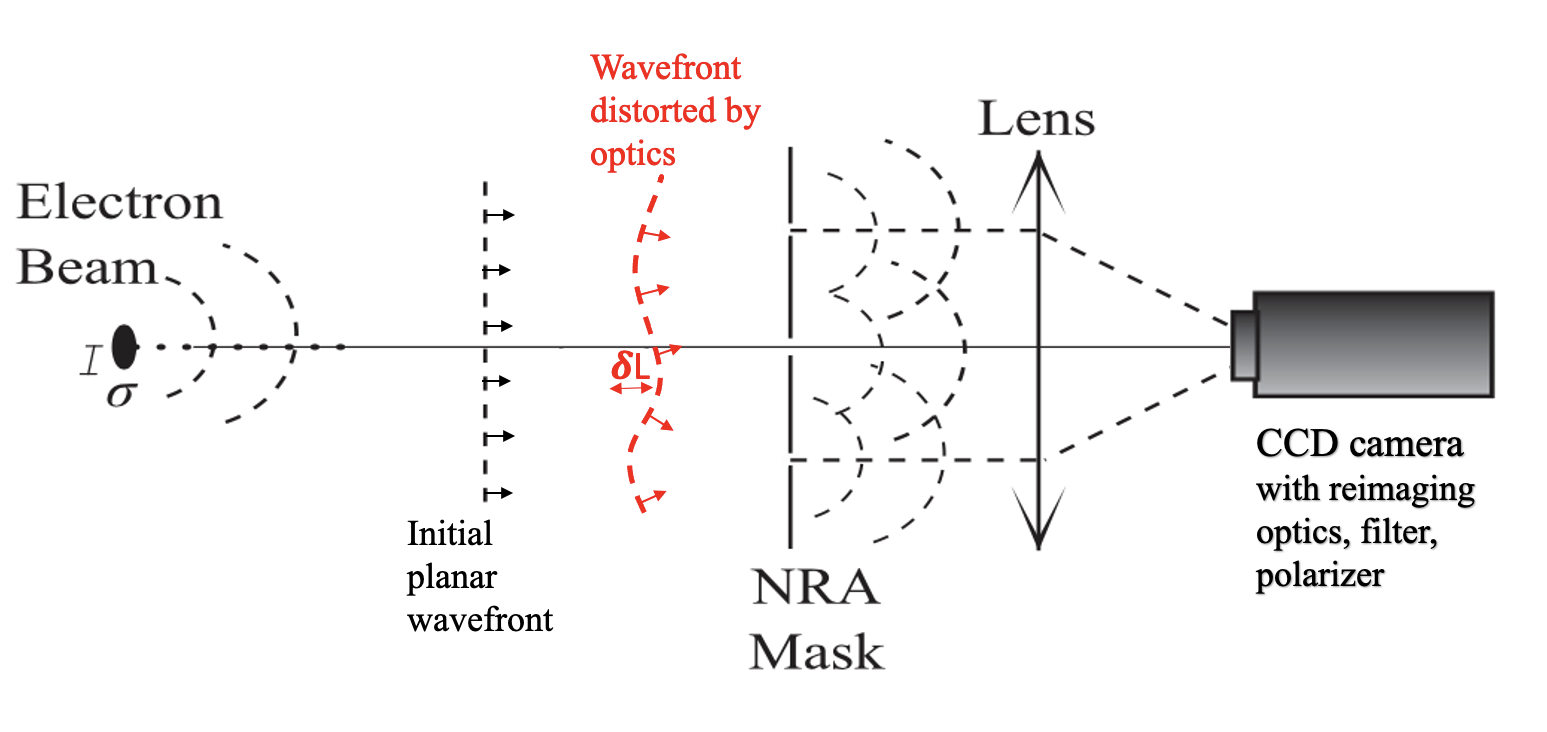 Wavefront
distorted by
optics
Lens
Electron
Beam
I
σ
δL
Initial
planar
wavefront
NRA
Mask
CCD camera
with reimaging
optics, filter,
polarizer